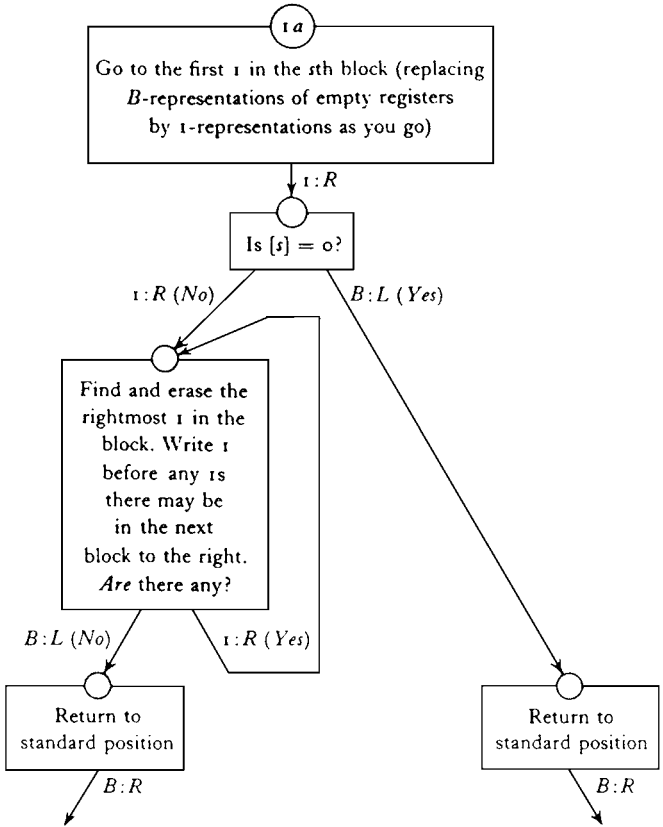 1a
Go to the first 1 in the sth block (replacing
B-representations of empty registers
by 1-representations as you go)
1:R
Is [s] = 0?
1:R (No)
B:L (Yes)
Find and erase the
rightmost 1 in the
block. Write 1
before any 1s
there may be
in the next
block to the right.
Are there any?
B:L (No)
1:R (Yes)
Return to
standard position
Return to
standard position
B:R
B:R